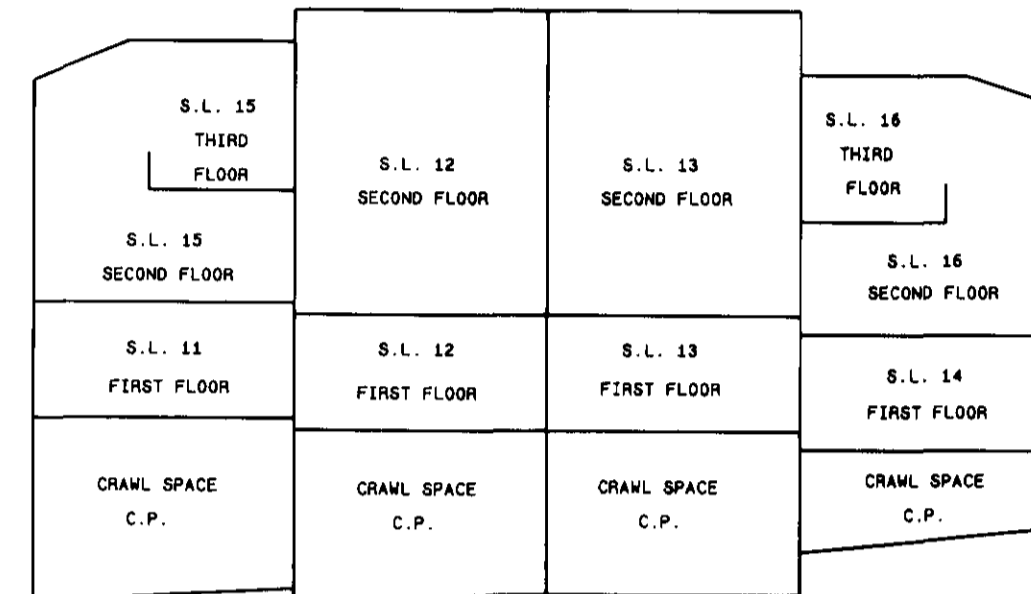 S.L. 15
THIRD
FLOOR
S.L. 15
SECOND FLOOR
S.L. 11
FIRST FLOOR
CRAWL SPACE
C.P.
S.L. 12
SECOND FLOOR
S.L. 12
FIRST FLOOR
CRAWL SPACE
C.P.
S.L. 13
SECOND FLOOR
S.L. 13
FIRST FLOOR
CRAWL SPACE
C.P.
S.L. 16
THIRD
FLOOR
S.L. 16
SECOND FLOOR
S.L. 14
FIRST FLOOR
CRAWL SPACE
C.P.